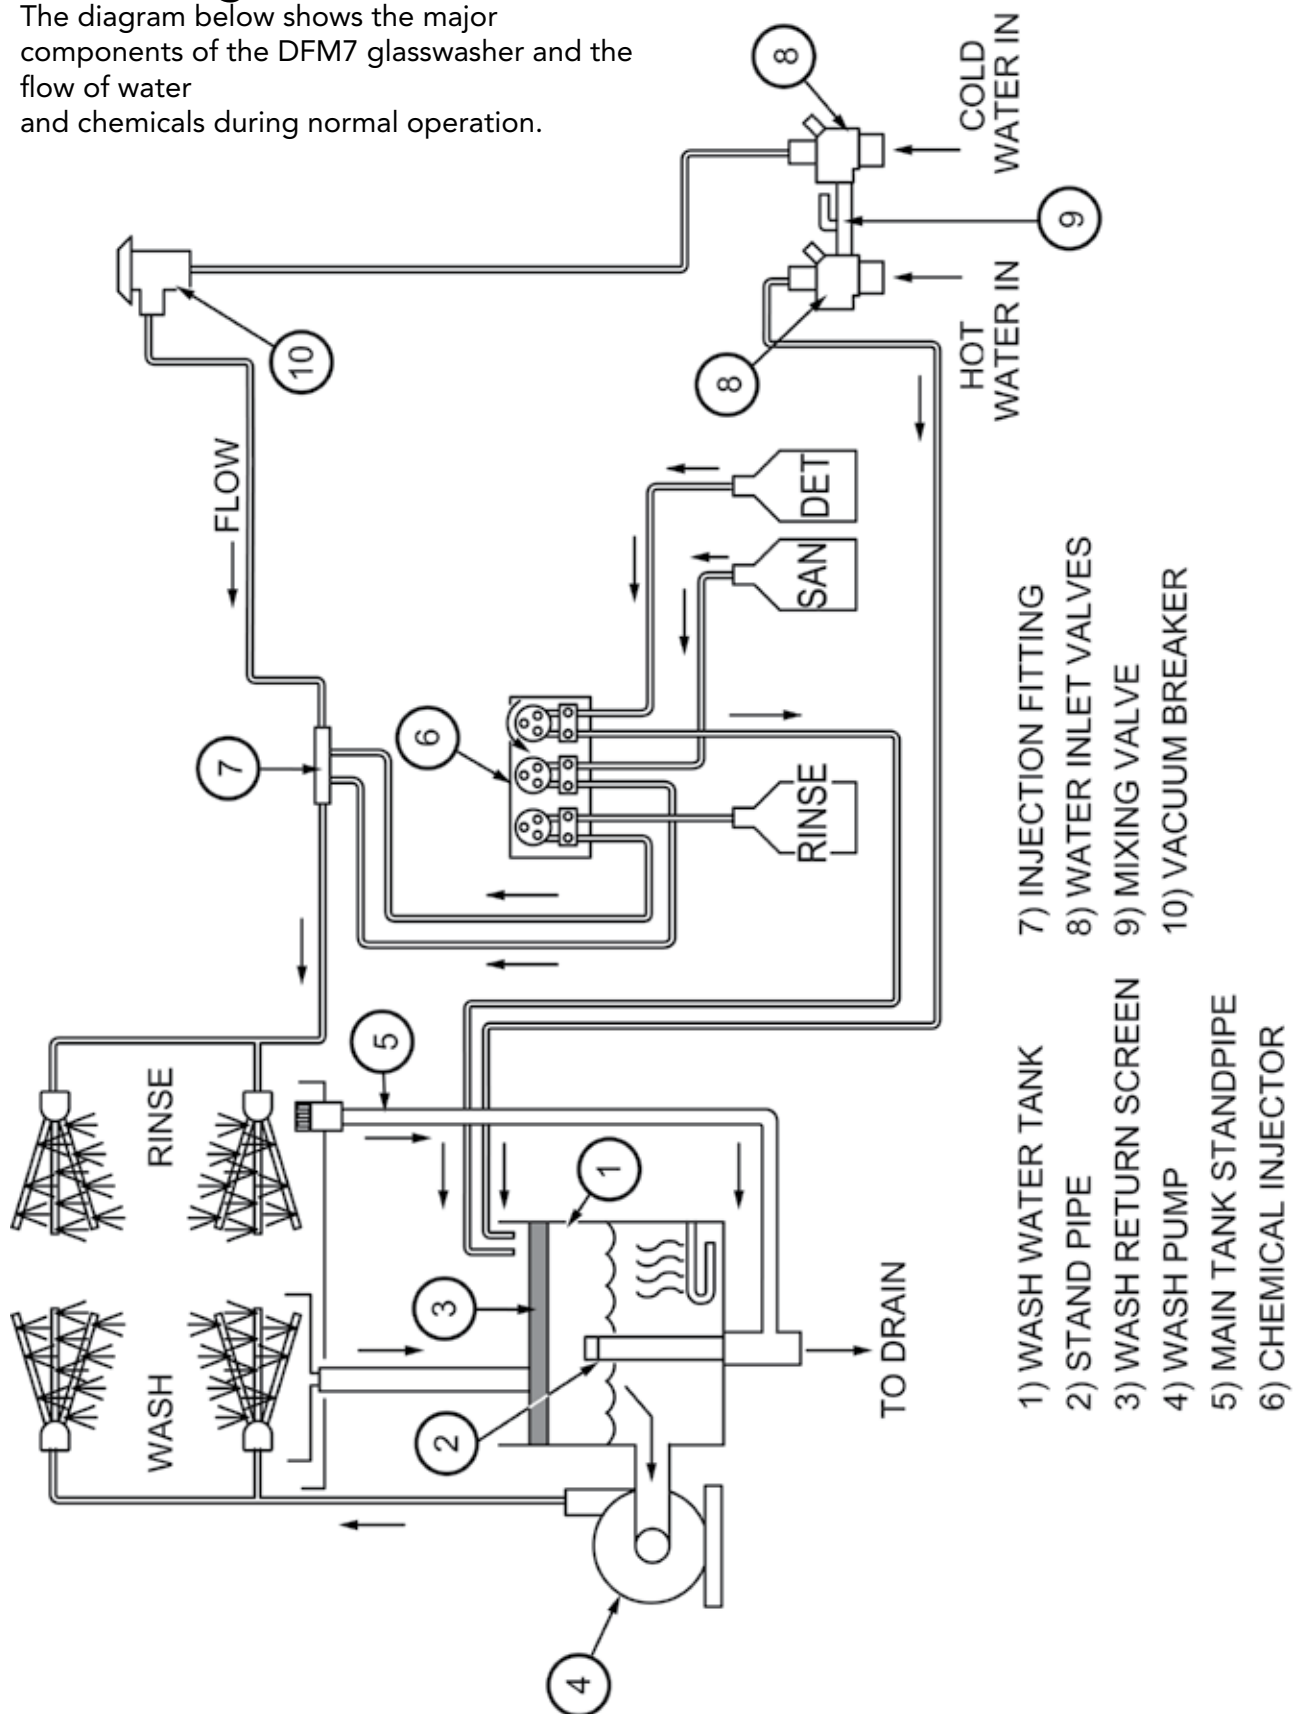 The diagram below shows the major
components of the DFM7 glasswasher and the
flow of water
and chemicals during normal operation.
WASH
RINSE
FLOW
10
7
5
6
3
2
1
4
8
8
9
RINSE
SAN
DET
HOT
WATER IN
COLD
WATER IN
TO DRAIN
1) WASH WATER TANK
2) STAND PIPE
3) WASH RETURN SCREEN
4) WASH PUMP
5) MAIN TANK STANDPIPE
6) CHEMICAL INJECTOR
7) INJECTION FITTING
8) WATER INLET VALVES
9) MIXING VALVE
10) VACUUM BREAKER